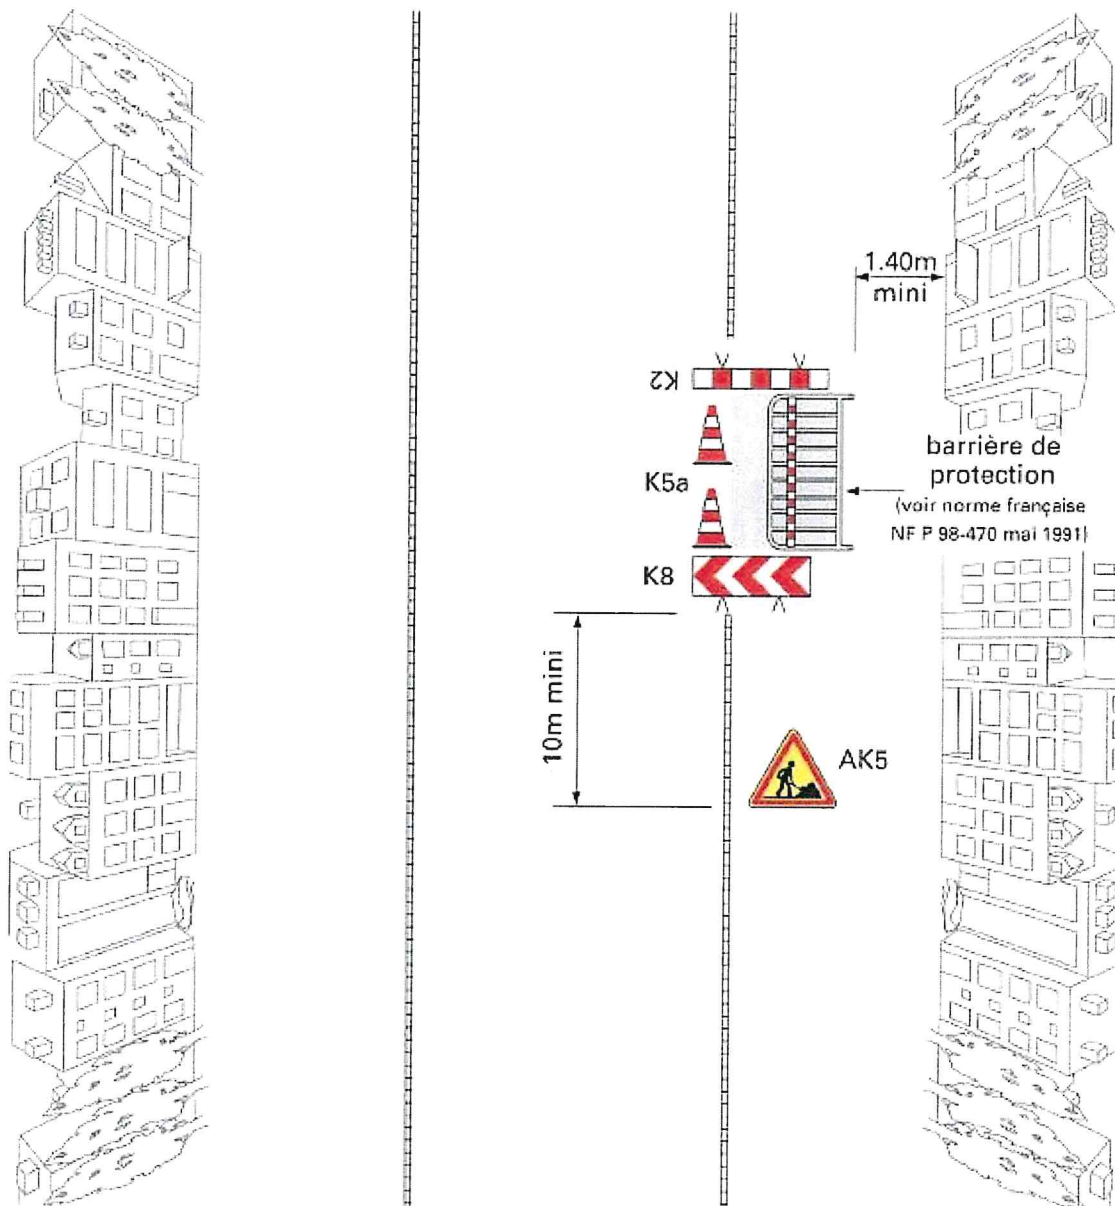 1.40m
mini
K2
K5a
barrière de
protection
(voir norme française
NF P 98-470 mai 1991)
K8
10m mini
AK5